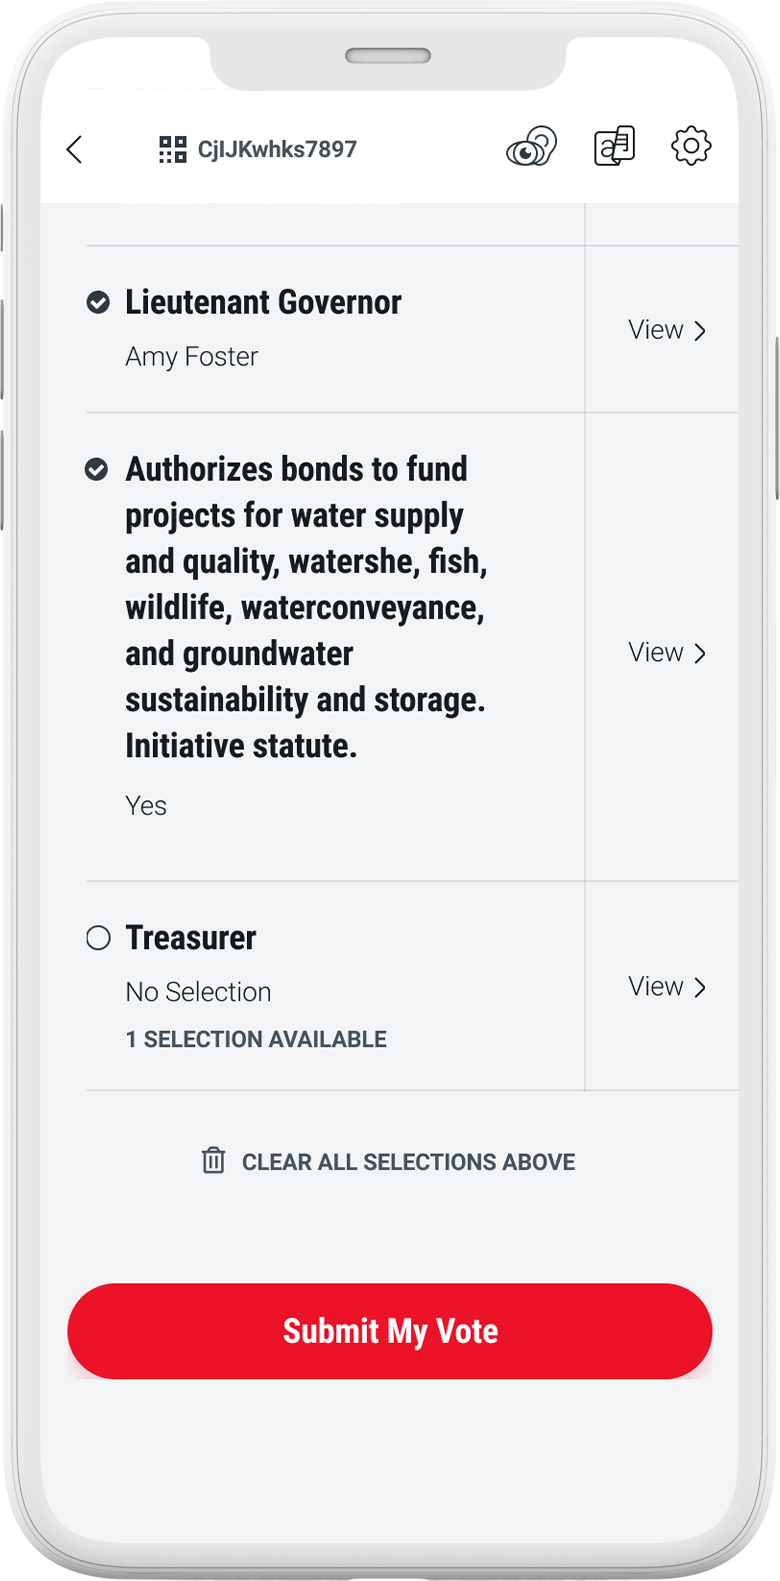 CjIJKwhks7897
Lieutenant Governor
Amy Foster
View
Authorizes bonds to fund
projects for water supply
and quality, watershe, fish,
wildlife, waterconveyance,
and groundwater
sustainability and storage.
Initiative statute.
Yes
View
Treasurer
No Selection
1 SELECTION AVAILABLE
View
CLEAR ALL SELECTIONS ABOVE
Submit My Vote